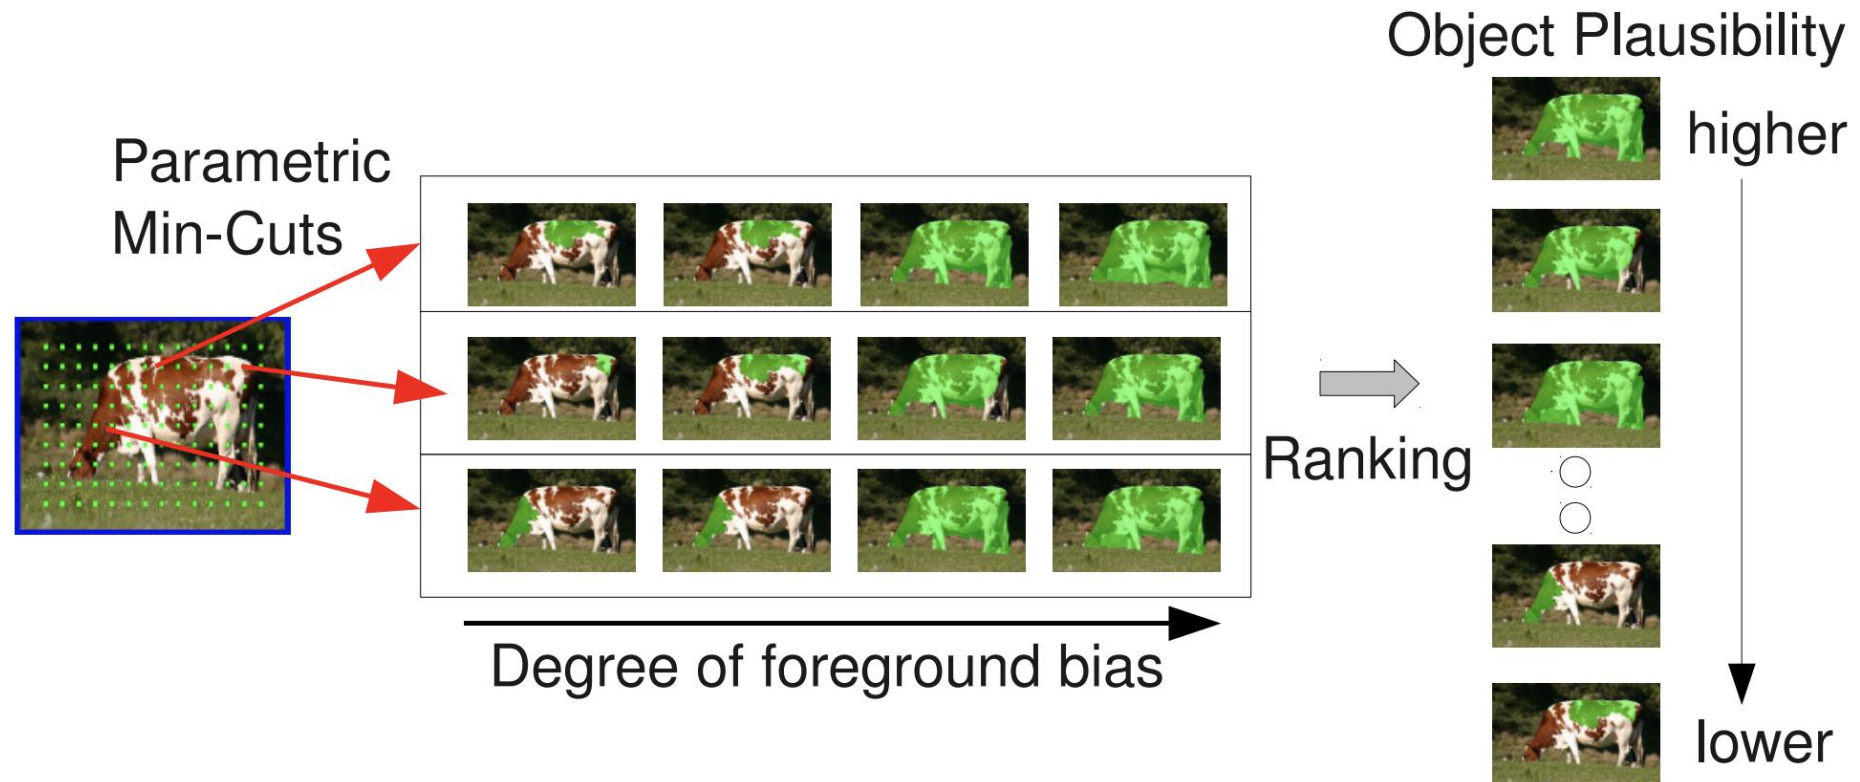 Object Plausibility
Parametric
Min-Cuts
higher
Ranking
Degree of foreground bias
lower